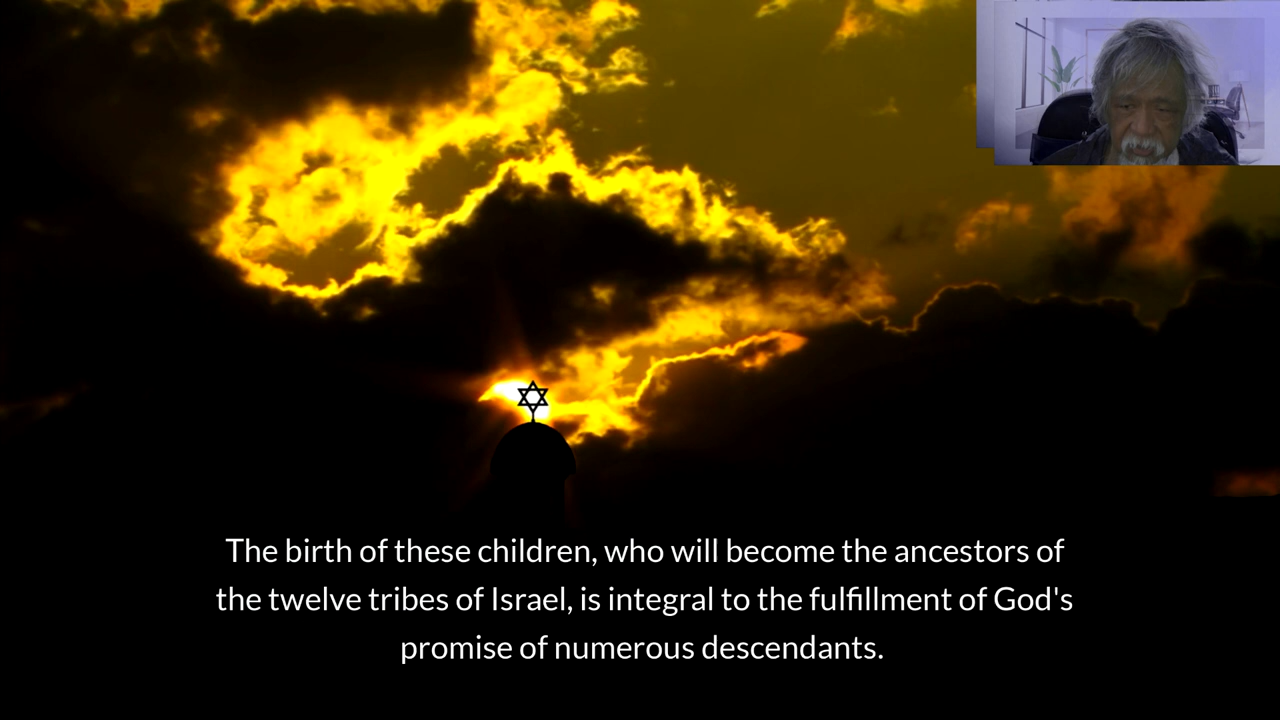 The birth of these children, who will become the ancestors of
the twelve tribes of Israel, is integral to the fulfillment of God's
promise of numerous descendants.